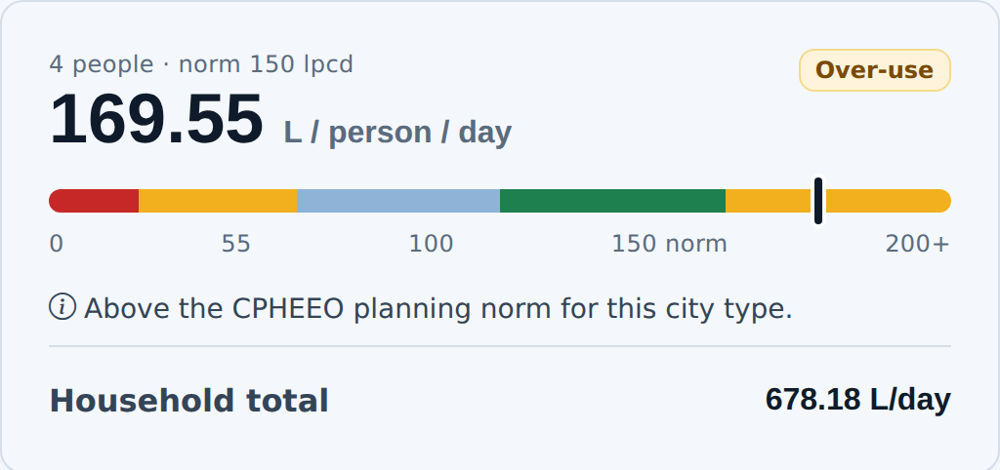 4 people · norm 150 lpcd
Over-use
169.55 L / person / day
0 55 100 150 norm 200+
i Above the CPHEEO planning norm for this city type.
Household total 678.18 L/day